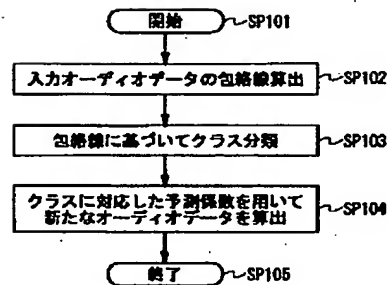 開始
SP101
入力オーディオデータの包絡線算出
SP102
包絡線に基づいてクラス分類
SP103
クラスに対応した予測係数を用いて
新たなオーディオデータを算出
SP104
終了
SP105